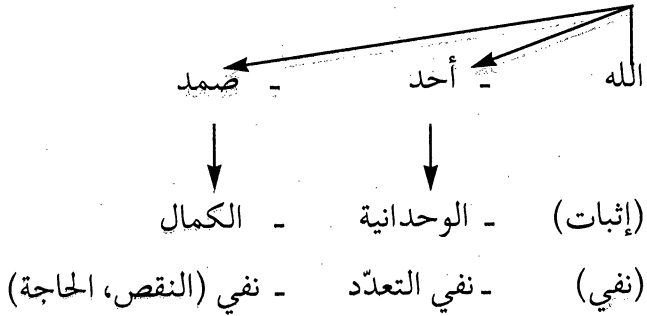 الله - أحد - صمد
(إثبات) - الوحدانية - الكمال
(نفي) - نفي التعدّد - نفي (النقص، الحاجة)